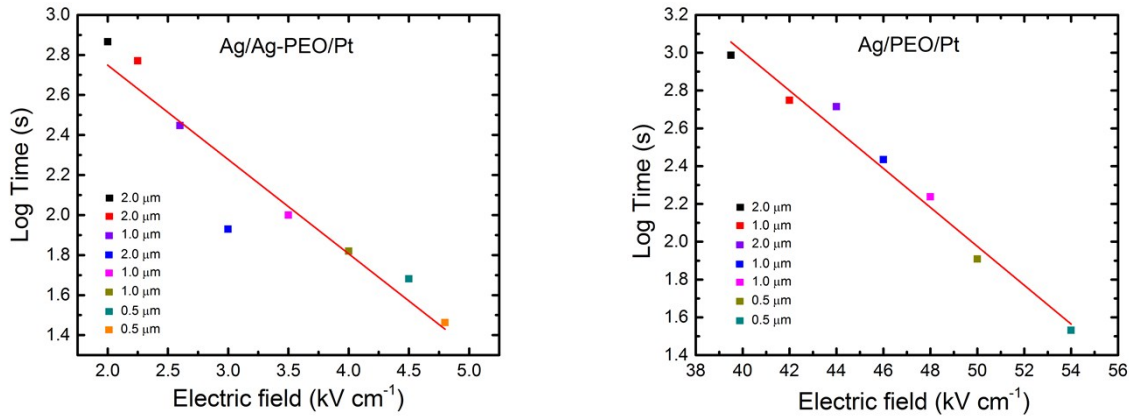 Ag/Ag-PEO/Pt
Log Time (s)
3.0
2.8
2.6
2.4
2.2
2.0
1.8
1.6
1.4
2.0 μm
2.0 μm
1.0 μm
2.0 μm
1.0 μm
1.0 μm
0.5 μm
0.5 μm
2.0 2.5 3.0 3.5 4.0 4.5 5.0
Electric field (kV cm⁻¹)
Ag/PEO/Pt
Log Time (s)
3.2
3.0
2.8
2.6
2.4
2.2
2.0
1.8
1.6
1.4
2.0 μm
1.0 μm
2.0 μm
1.0 μm
1.0 μm
0.5 μm
0.5 μm
38 40 42 44 46 48 50 52 54 56
Electric field (kV cm⁻¹)